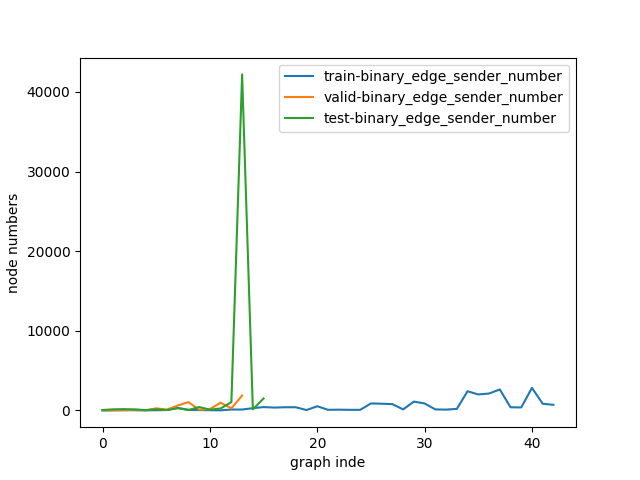 train-binary_edge_sender_number
valid-binary_edge_sender_number
test-binary_edge_sender_number
40000
30000
20000
10000
0
node numbers
0 10 20 30 40
graph inde